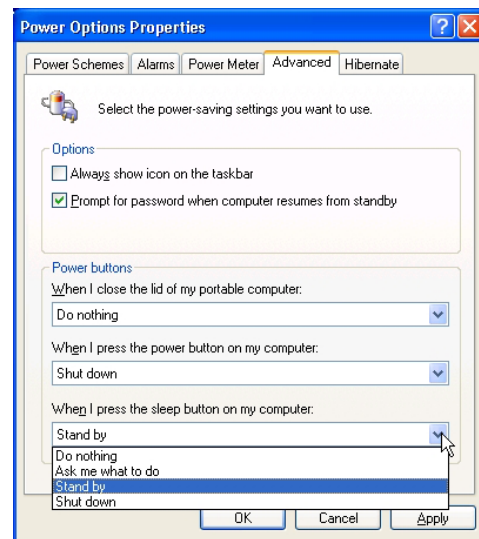 Power Options Properties
Power Schemes Alarms Power Meter Advanced Hibernate
Select the power-saving settings you want to use.
Options
Always show icon on the taskbar
Prompt for password when computer resumes from standby
Power buttons
When I close the lid of my portable computer:
Do nothing
When I press the power button on my computer:
Shut down
When I press the sleep button on my computer:
Stand by
Do nothing
Ask me what to do
Stand by
Shut down
OK Cancel Apply